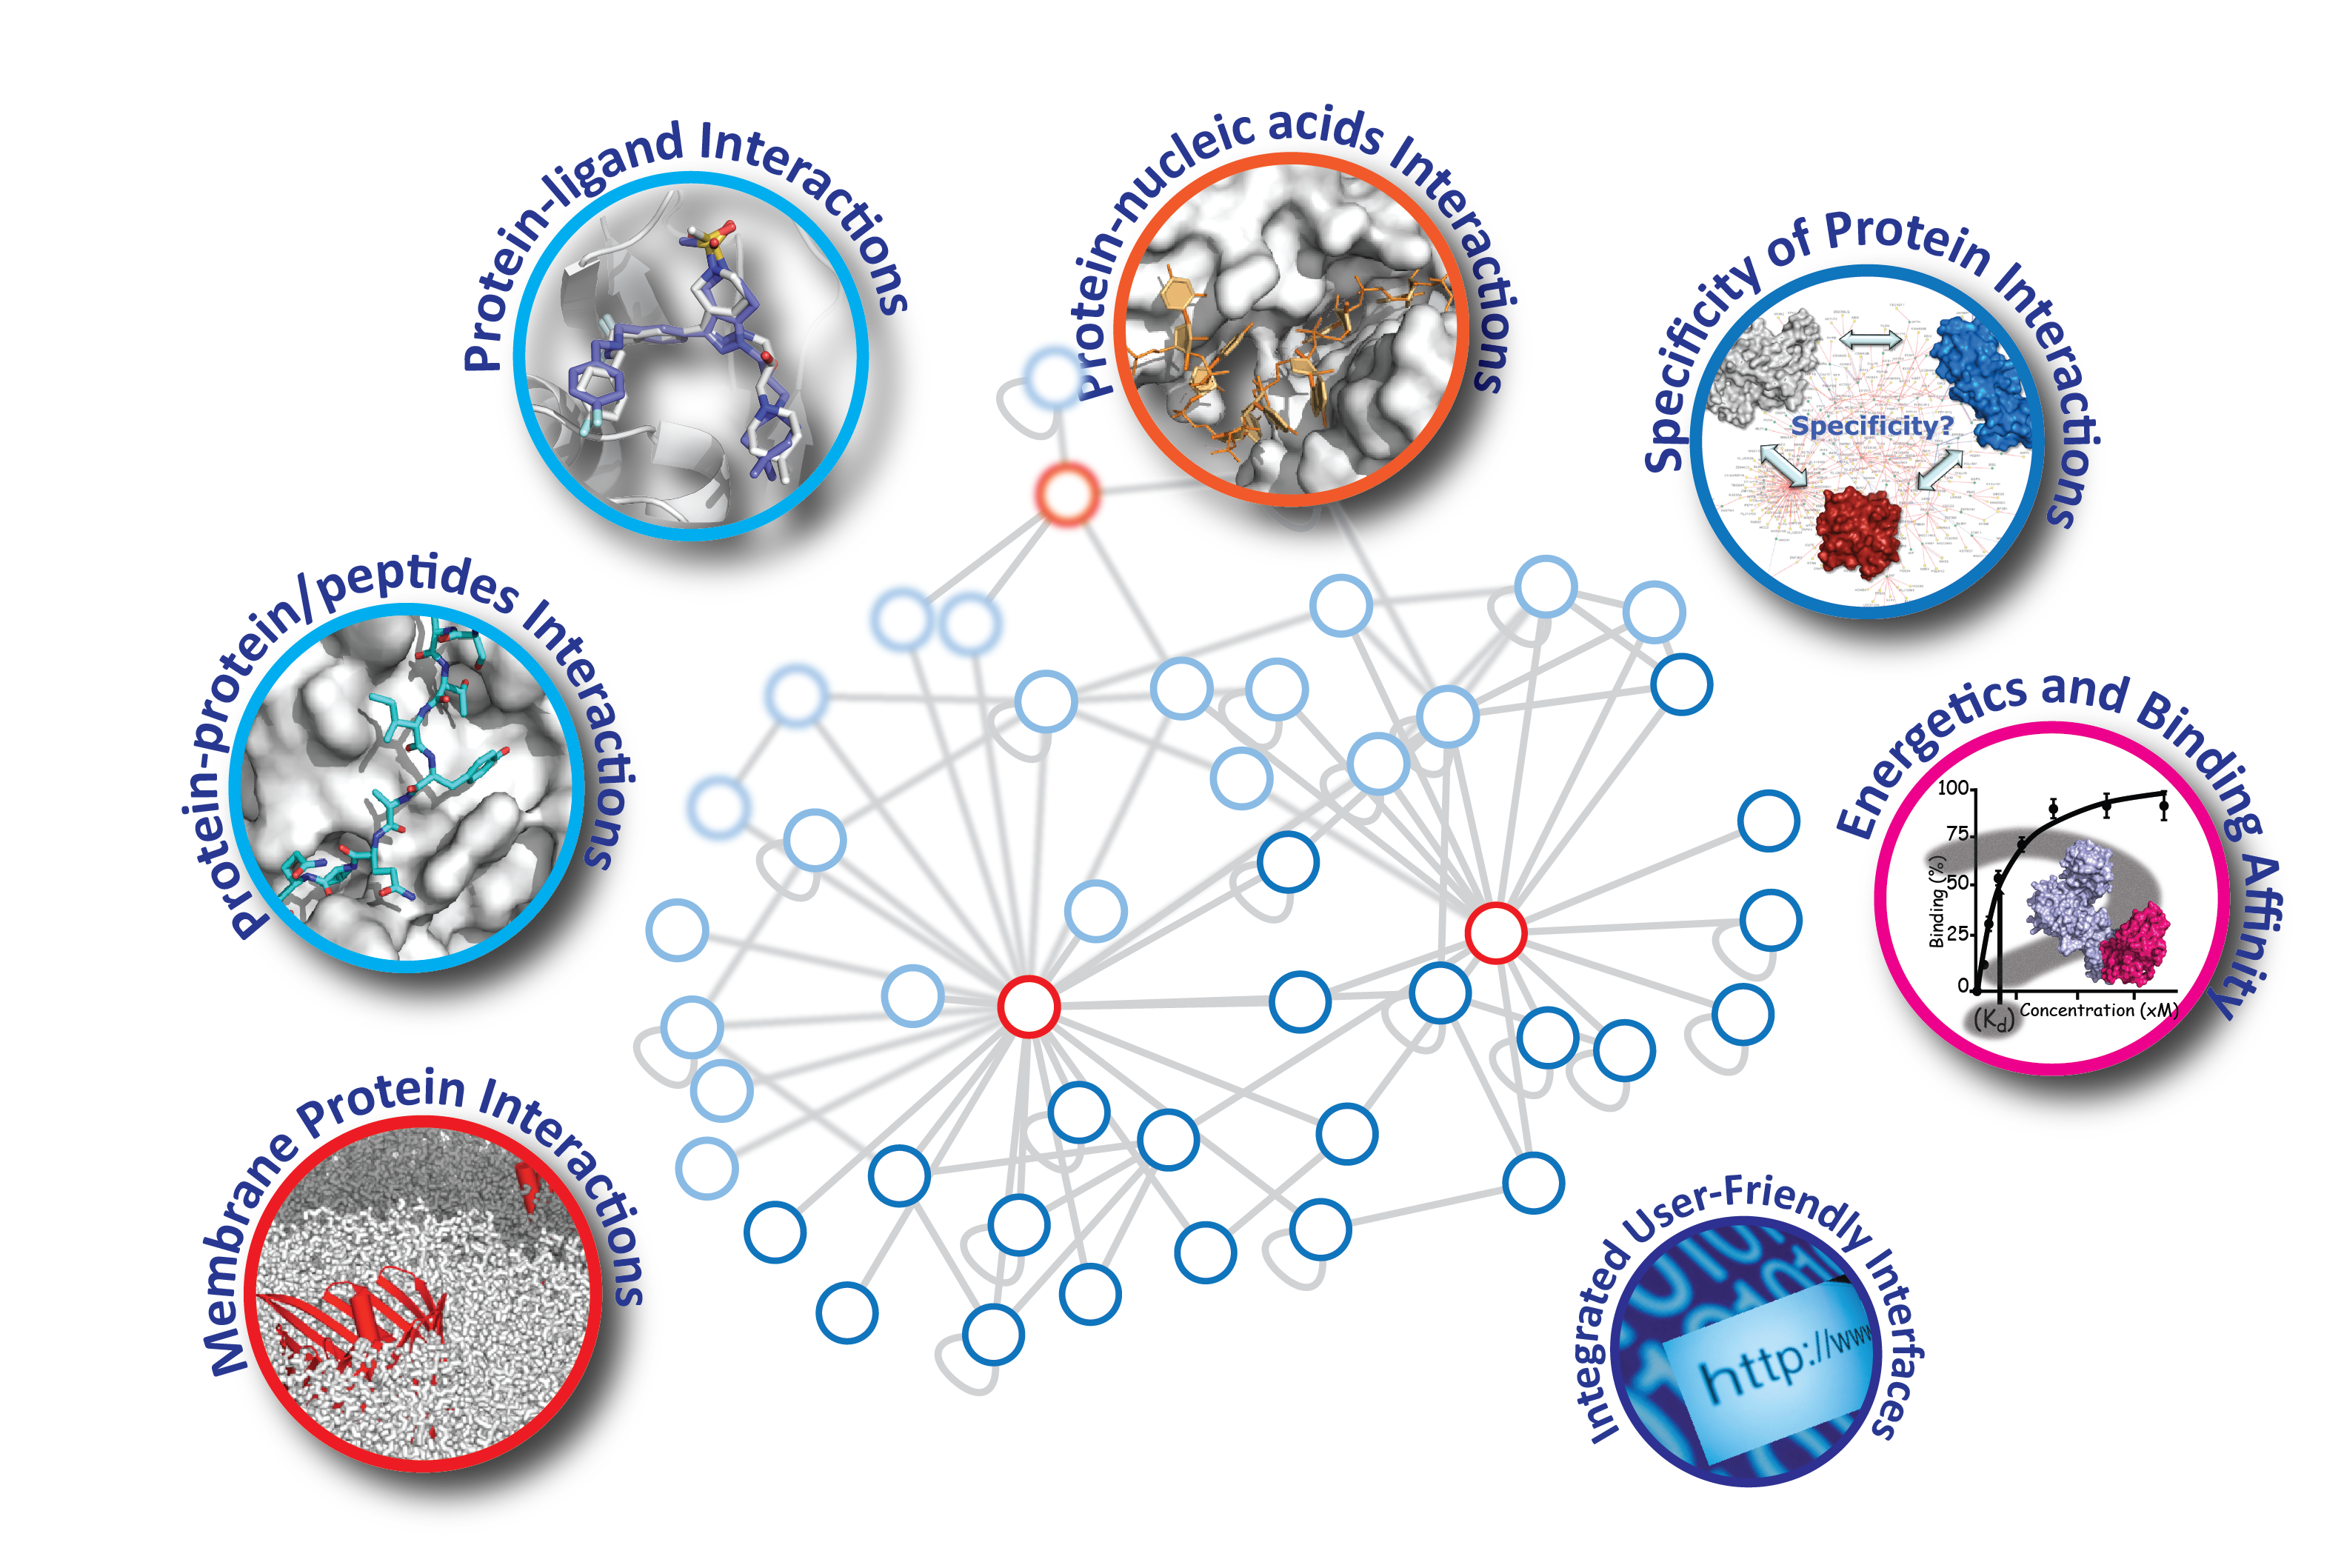 Protein-ligand Interactions
Protein-nucleic acids Interactions
Specificity of Protein Interactions
Specificity?
Protein-protein/peptides Interactions
Energetics and Binding Affinity
100
75
50
25
0
Binding (%)
(Kd)
Concentration (xM)
Membrane Protein Interactions
Integrated User-Friendly Interfaces
http://www